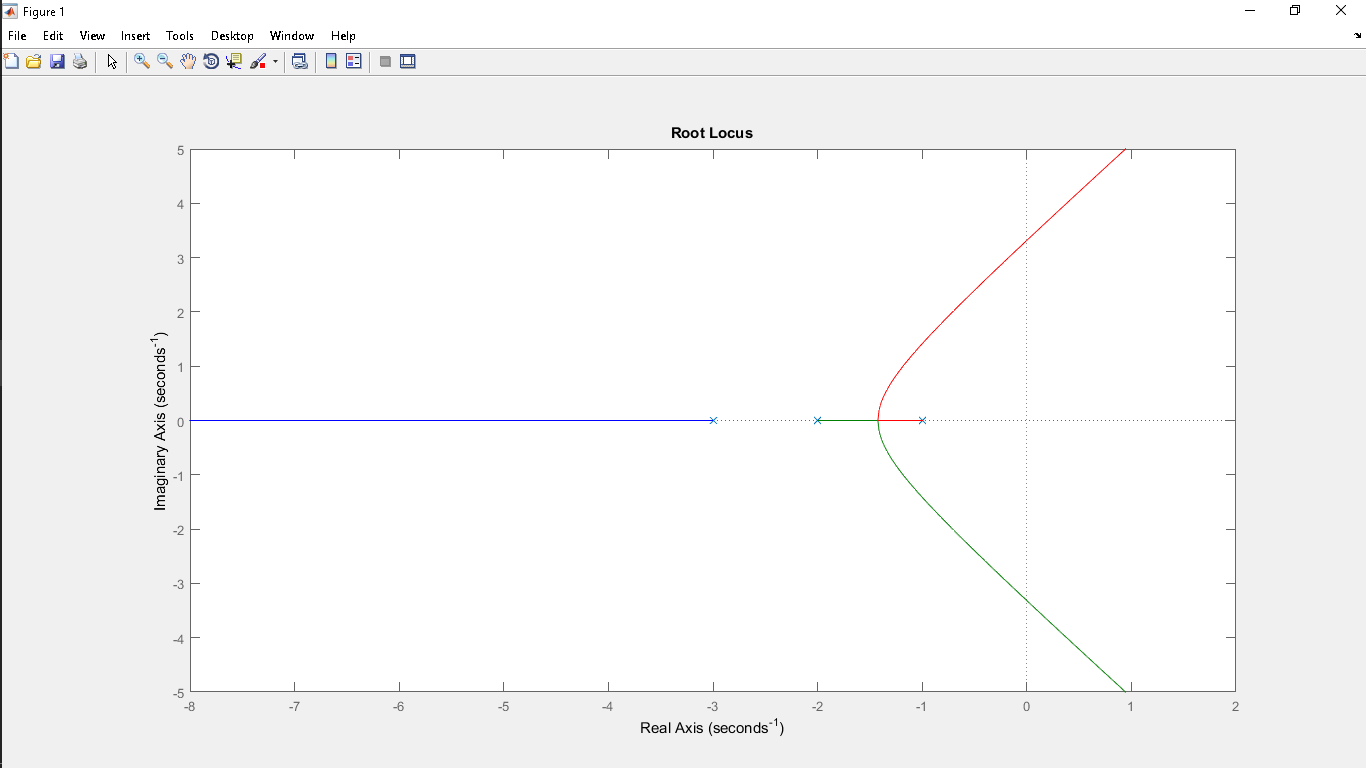 Figure 1
File Edit View Insert Tools Desktop Window Help
Root Locus
5
4
3
2
1
0
-1
-2
-3
-4
-5
Imaginary Axis (seconds⁻¹)
-8 -7 -6 -5 -4 -3 -2 -1 0 1 2
Real Axis (seconds⁻¹)